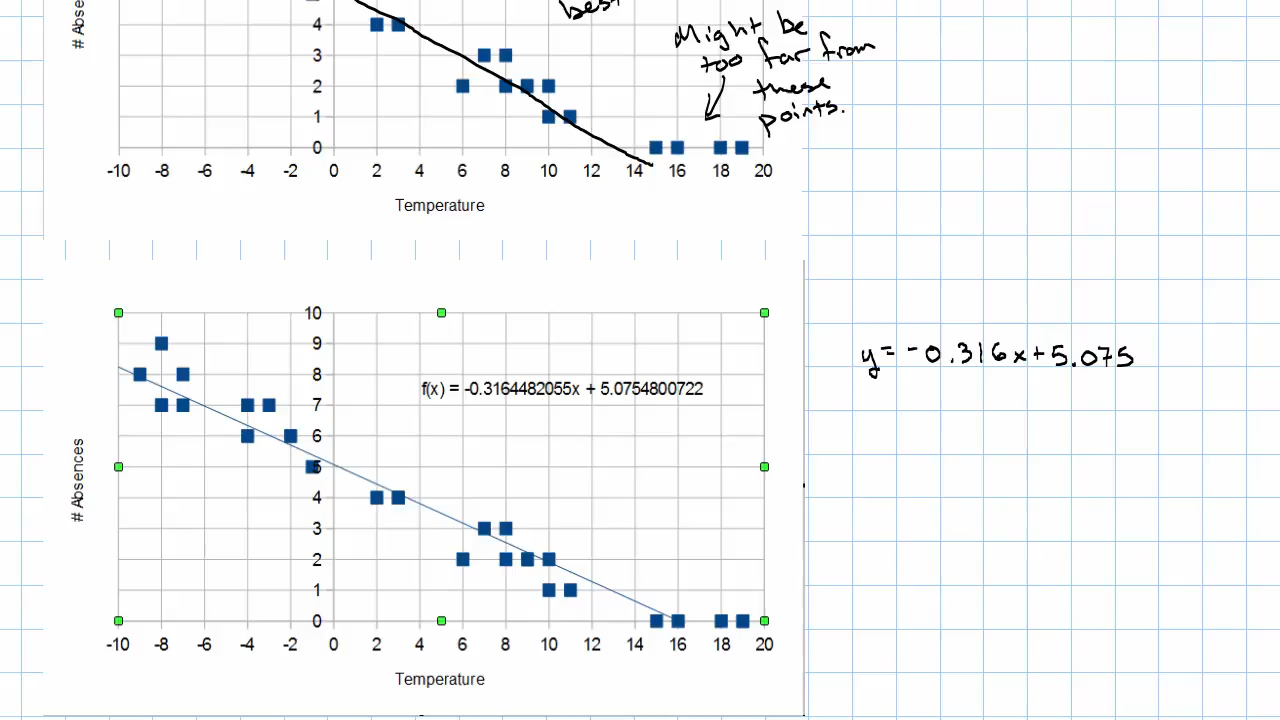 best
Might be
too far from
these
points.
# Abse
4
3
2
1
0
-10 -8 -6 -4 -2 0 2 4 6 8 10 12 14 16 18 20
Temperature
10
9
8
7
6
5
4
3
2
1
0
f(x) = -0.3164482055x + 5.0754800722
# Absences
-10 -8 -6 -4 -2 0 2 4 6 8 10 12 14 16 18 20
Temperature
y= -0.316x+5.075